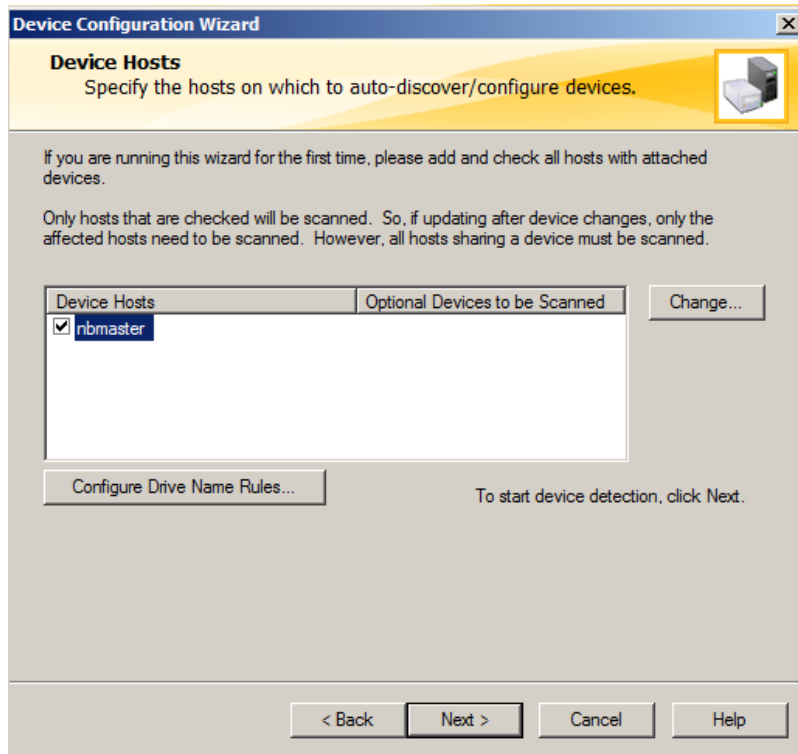 Device Configuration Wizard
Device Hosts
Specify the hosts on which to auto-discover/configure devices.
If you are running this wizard for the first time, please add and check all hosts with attached
devices.
Only hosts that are checked will be scanned. So, if updating after device changes, only the
affected hosts need to be scanned. However, all hosts sharing a device must be scanned.
Device Hosts Optional Devices to be Scanned Change...
nbmaster
Configure Drive Name Rules...
To start device detection, click Next.
< Back Next > Cancel Help